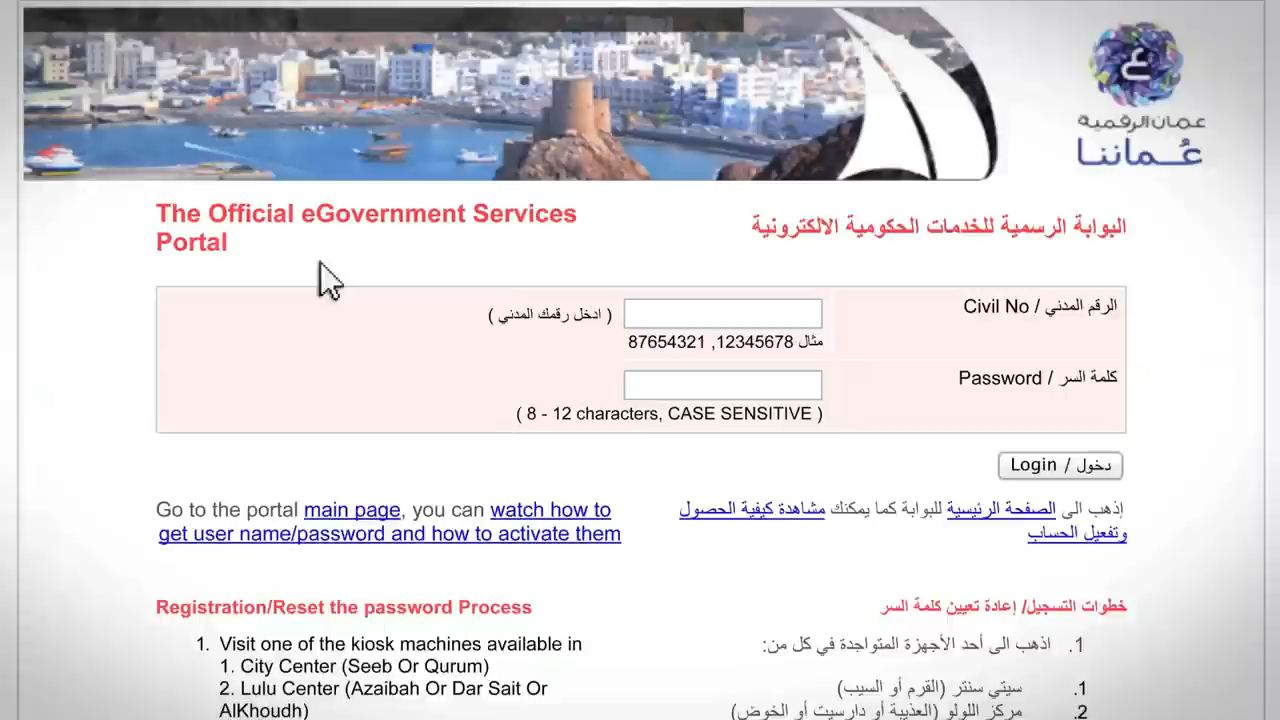 ع
عمان الرقمية
عُـماننا
The Official eGovernment Services
Portal
البوابة الرسمية للخدمات الحكومية الالكترونية
الرقم المدني / Civil No
( ادخل رقمك المدني )
مثال 12345678, 87654321
كلمة السر / Password
( 8 - 12 characters, CASE SENSITIVE )
دخول / Login
Go to the portal main page, you can watch how to
get user name/password and how to activate them
إذهب الى الصفحة الرئيسية للبوابة كما يمكنك مشاهدة كيفية الحصول
وتفعيل الحساب
Registration/Reset the password Process
1. Visit one of the kiosk machines available in
1. City Center (Seeb Or Qurum)
2. Lulu Center (Azaibah Or Dar Sait Or
AlKhoudh)
خطوات التسجيل/ إعادة تعيين كلمة السر
1. اذهب الى أحد الأجهزة المتواجدة في كل من:
1. سيتي سنتر (القرم أو السيب)
2. مركز اللولو (العذيبة أو دارسيت أو الخوض)